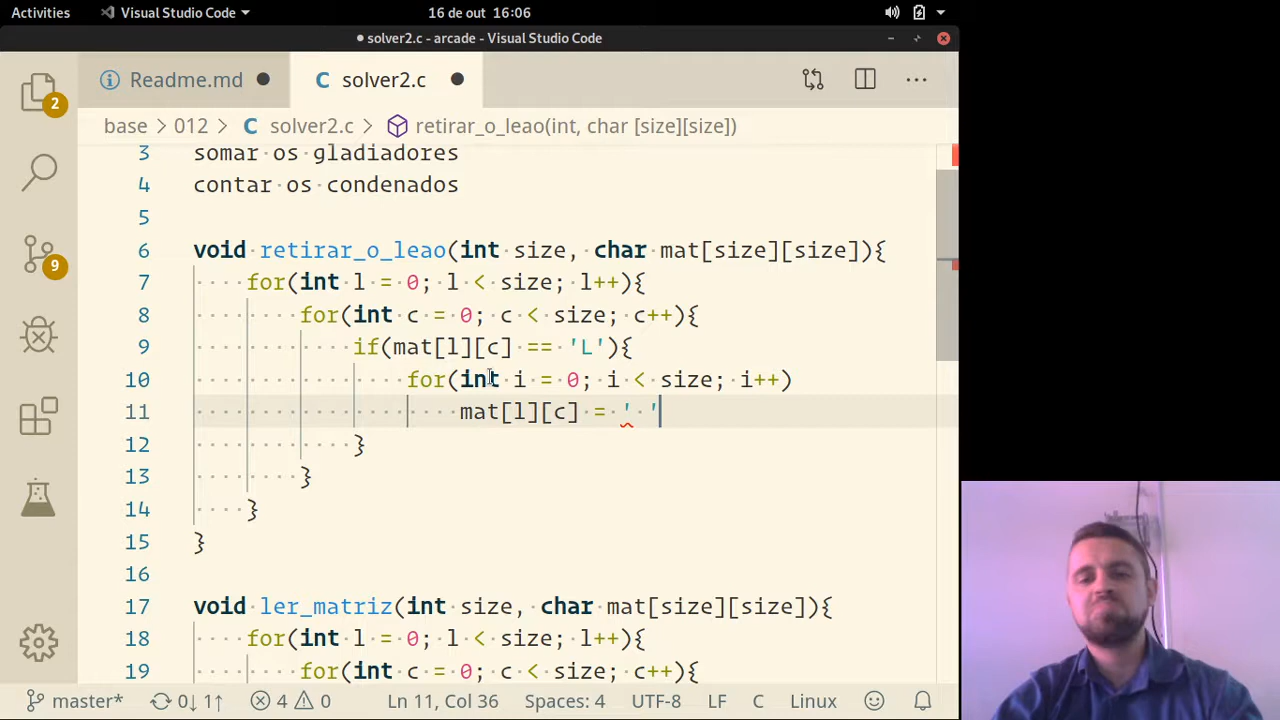 Activities Visual Studio Code 16 de out 16:06
● solver2.c - arcade - Visual Studio Code
Readme.md C solver2.c
base > 012 > C solver2.c > retirar_o_leao(int, char [size][size])
2
9
3 somar os gladiadores
4 contar os condenados
5
6 void retirar_o_leao(int size, char mat[size][size]){
7 for(int l = 0; l < size; l++){
8 for(int c = 0; c < size; c++){
9 if(mat[l][c] == 'L'){
10 for(int i = 0; i < size; i++)
11 mat[l][c] = ' '
12 }
13 }
14 }
15 }
16
17 void ler_matriz(int size, char mat[size][size]){
18 for(int l = 0; l < size; l++){
19 for(int c = 0; c < size; c++){
master* 0↓ 1↑ 4 0 Ln 11, Col 36 Spaces: 4 UTF-8 LF C Linux